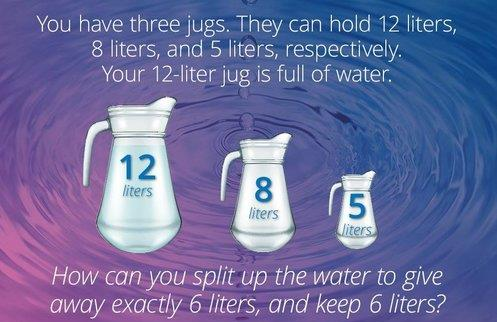 You have three jugs. They can hold 12 liters,
8 liters, and 5 liters, respectively.
Your 12-liter jug is full of water.
12
liters
8
liters
5
liters
How can you split up the water to give
away exactly 6 liters, and keep 6 liters?